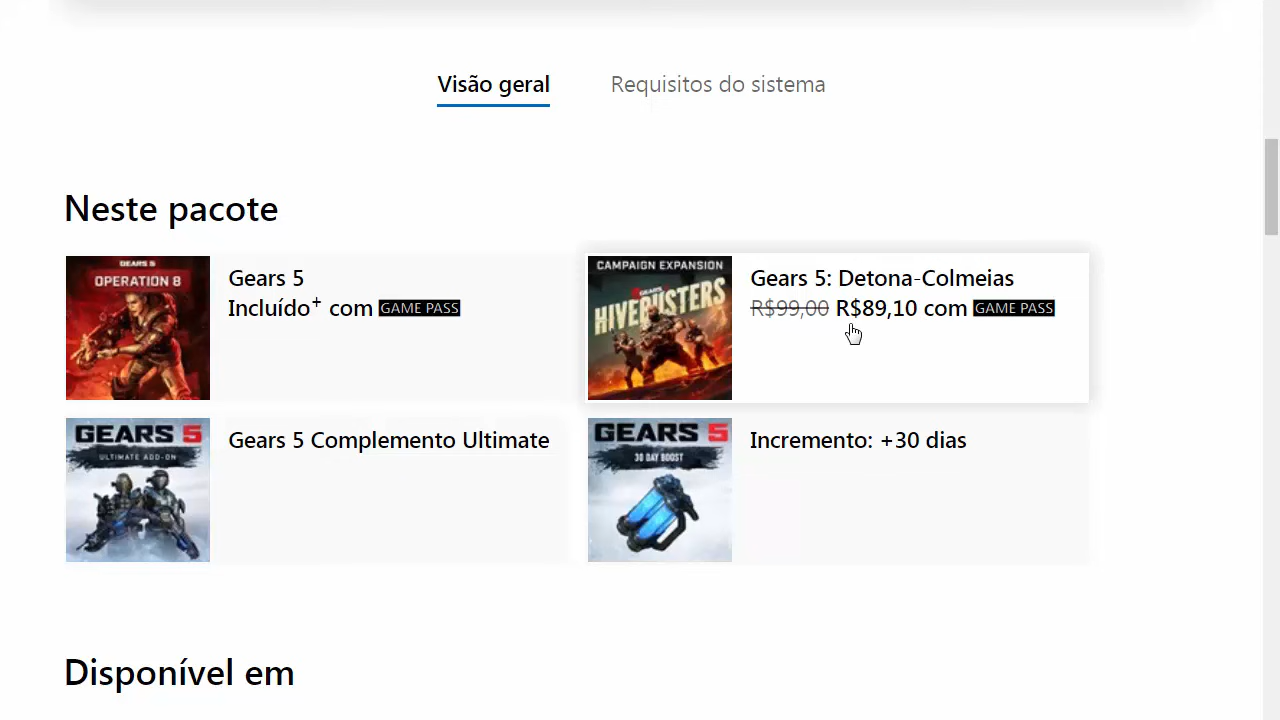 Visão geral
Requisitos do sistema
Neste pacote
GEARS 5
OPERATION 8
Gears 5
Incluído+ com GAME PASS
CAMPAIGN EXPANSION
GEARS
HIVEBUSTERS
Gears 5: Detona-Colmeias
R$99,00 R$89,10 com GAME PASS
GEARS 5
ULTIMATE ADD-ON
Gears 5 Complemento Ultimate
GEARS 5
30 DAY BOOST
Incremento: +30 dias
Disponível em